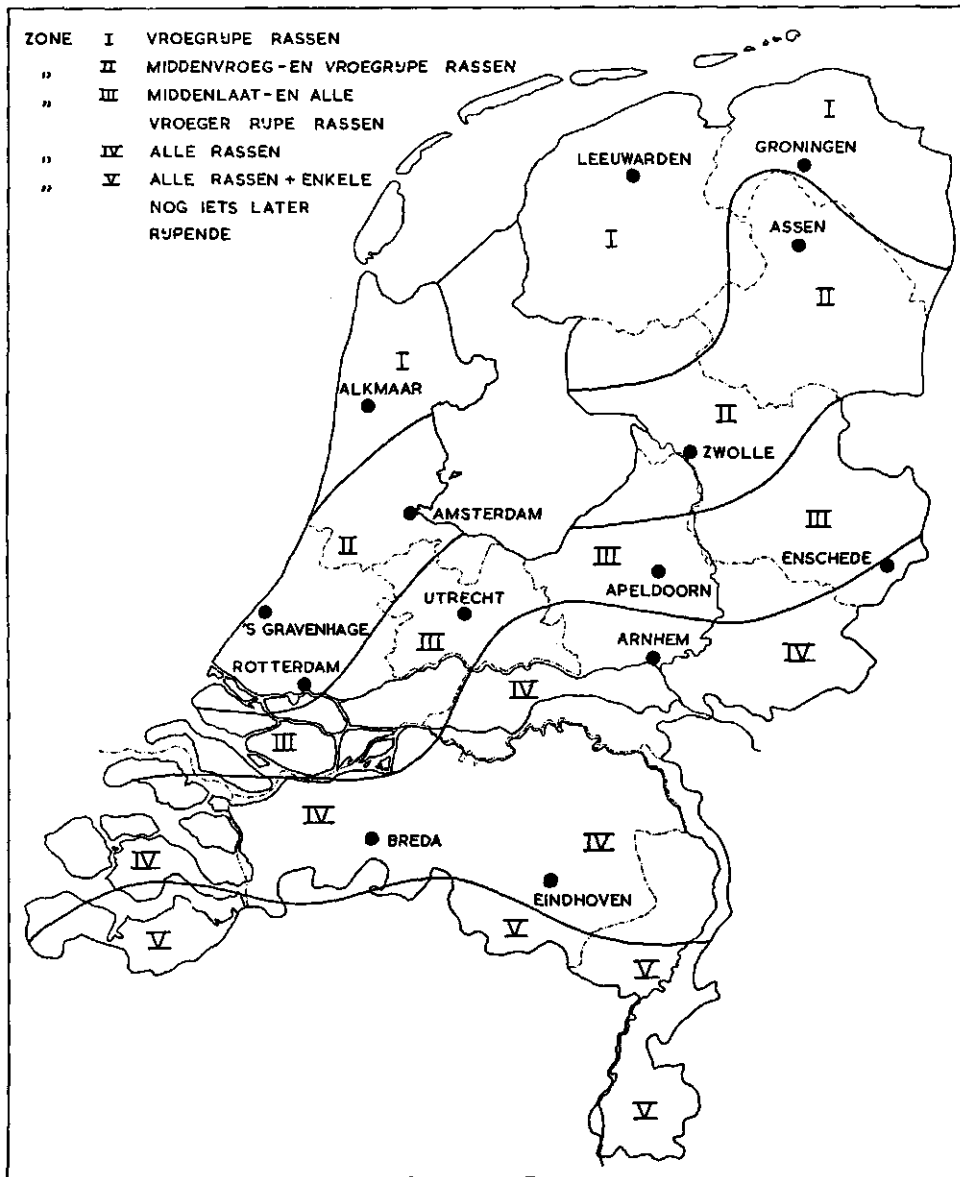 ZONE I VROEGRIJPE RASSEN
„ II MIDDENVROEG-EN VROEGRIJPE RASSEN
„ III MIDDENLAAT-EN ALLE
VROEGER RIJPE RASSEN
„ IV ALLE RASSEN
„ V ALLE RASSEN + ENKELE
NOG IETS LATER
RIJPENDE
I
GRONINGEN
LEEUWARDEN
ASSEN
I
II
I
ALKMAAR
II
ZWOLLE
AMSTERDAM
III
II
III
ENSCHEDE
APELDOORN
UTRECHT
'S GRAVENHAGE
III
ARNHEM
IV
ROTTERDAM
IV
III
IV
IV
BREDA
IV
EINDHOVEN
V
V
V
V